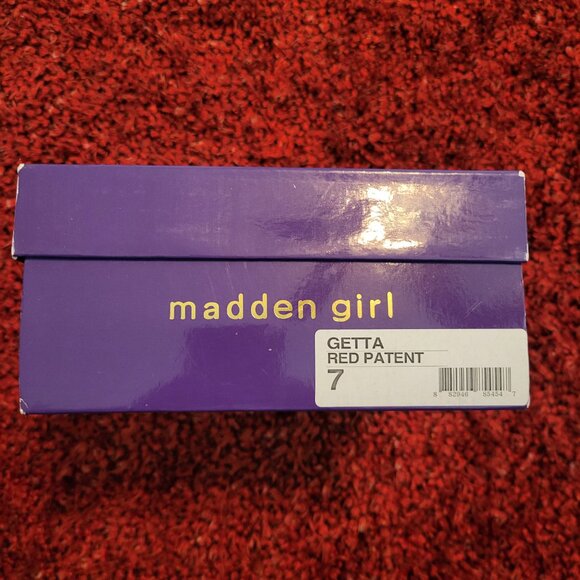 madden girl
GETTA
RED PATENT
7
8 82946 85454 7